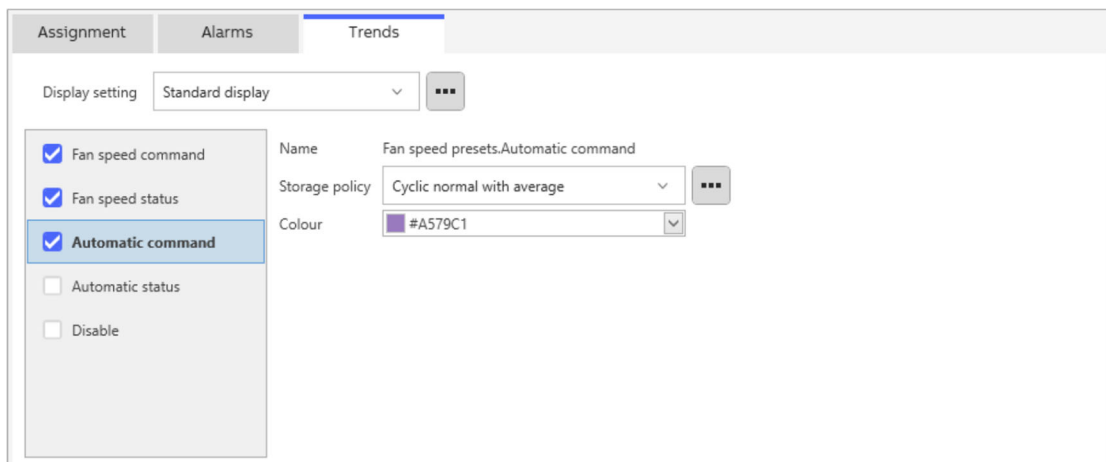 Assignment Alarms Trends
Display setting Standard display
Fan speed command
Fan speed status
Automatic command
Automatic status
Disable
Name Fan speed presets.Automatic command
Storage policy Cyclic normal with average
Colour #A579C1